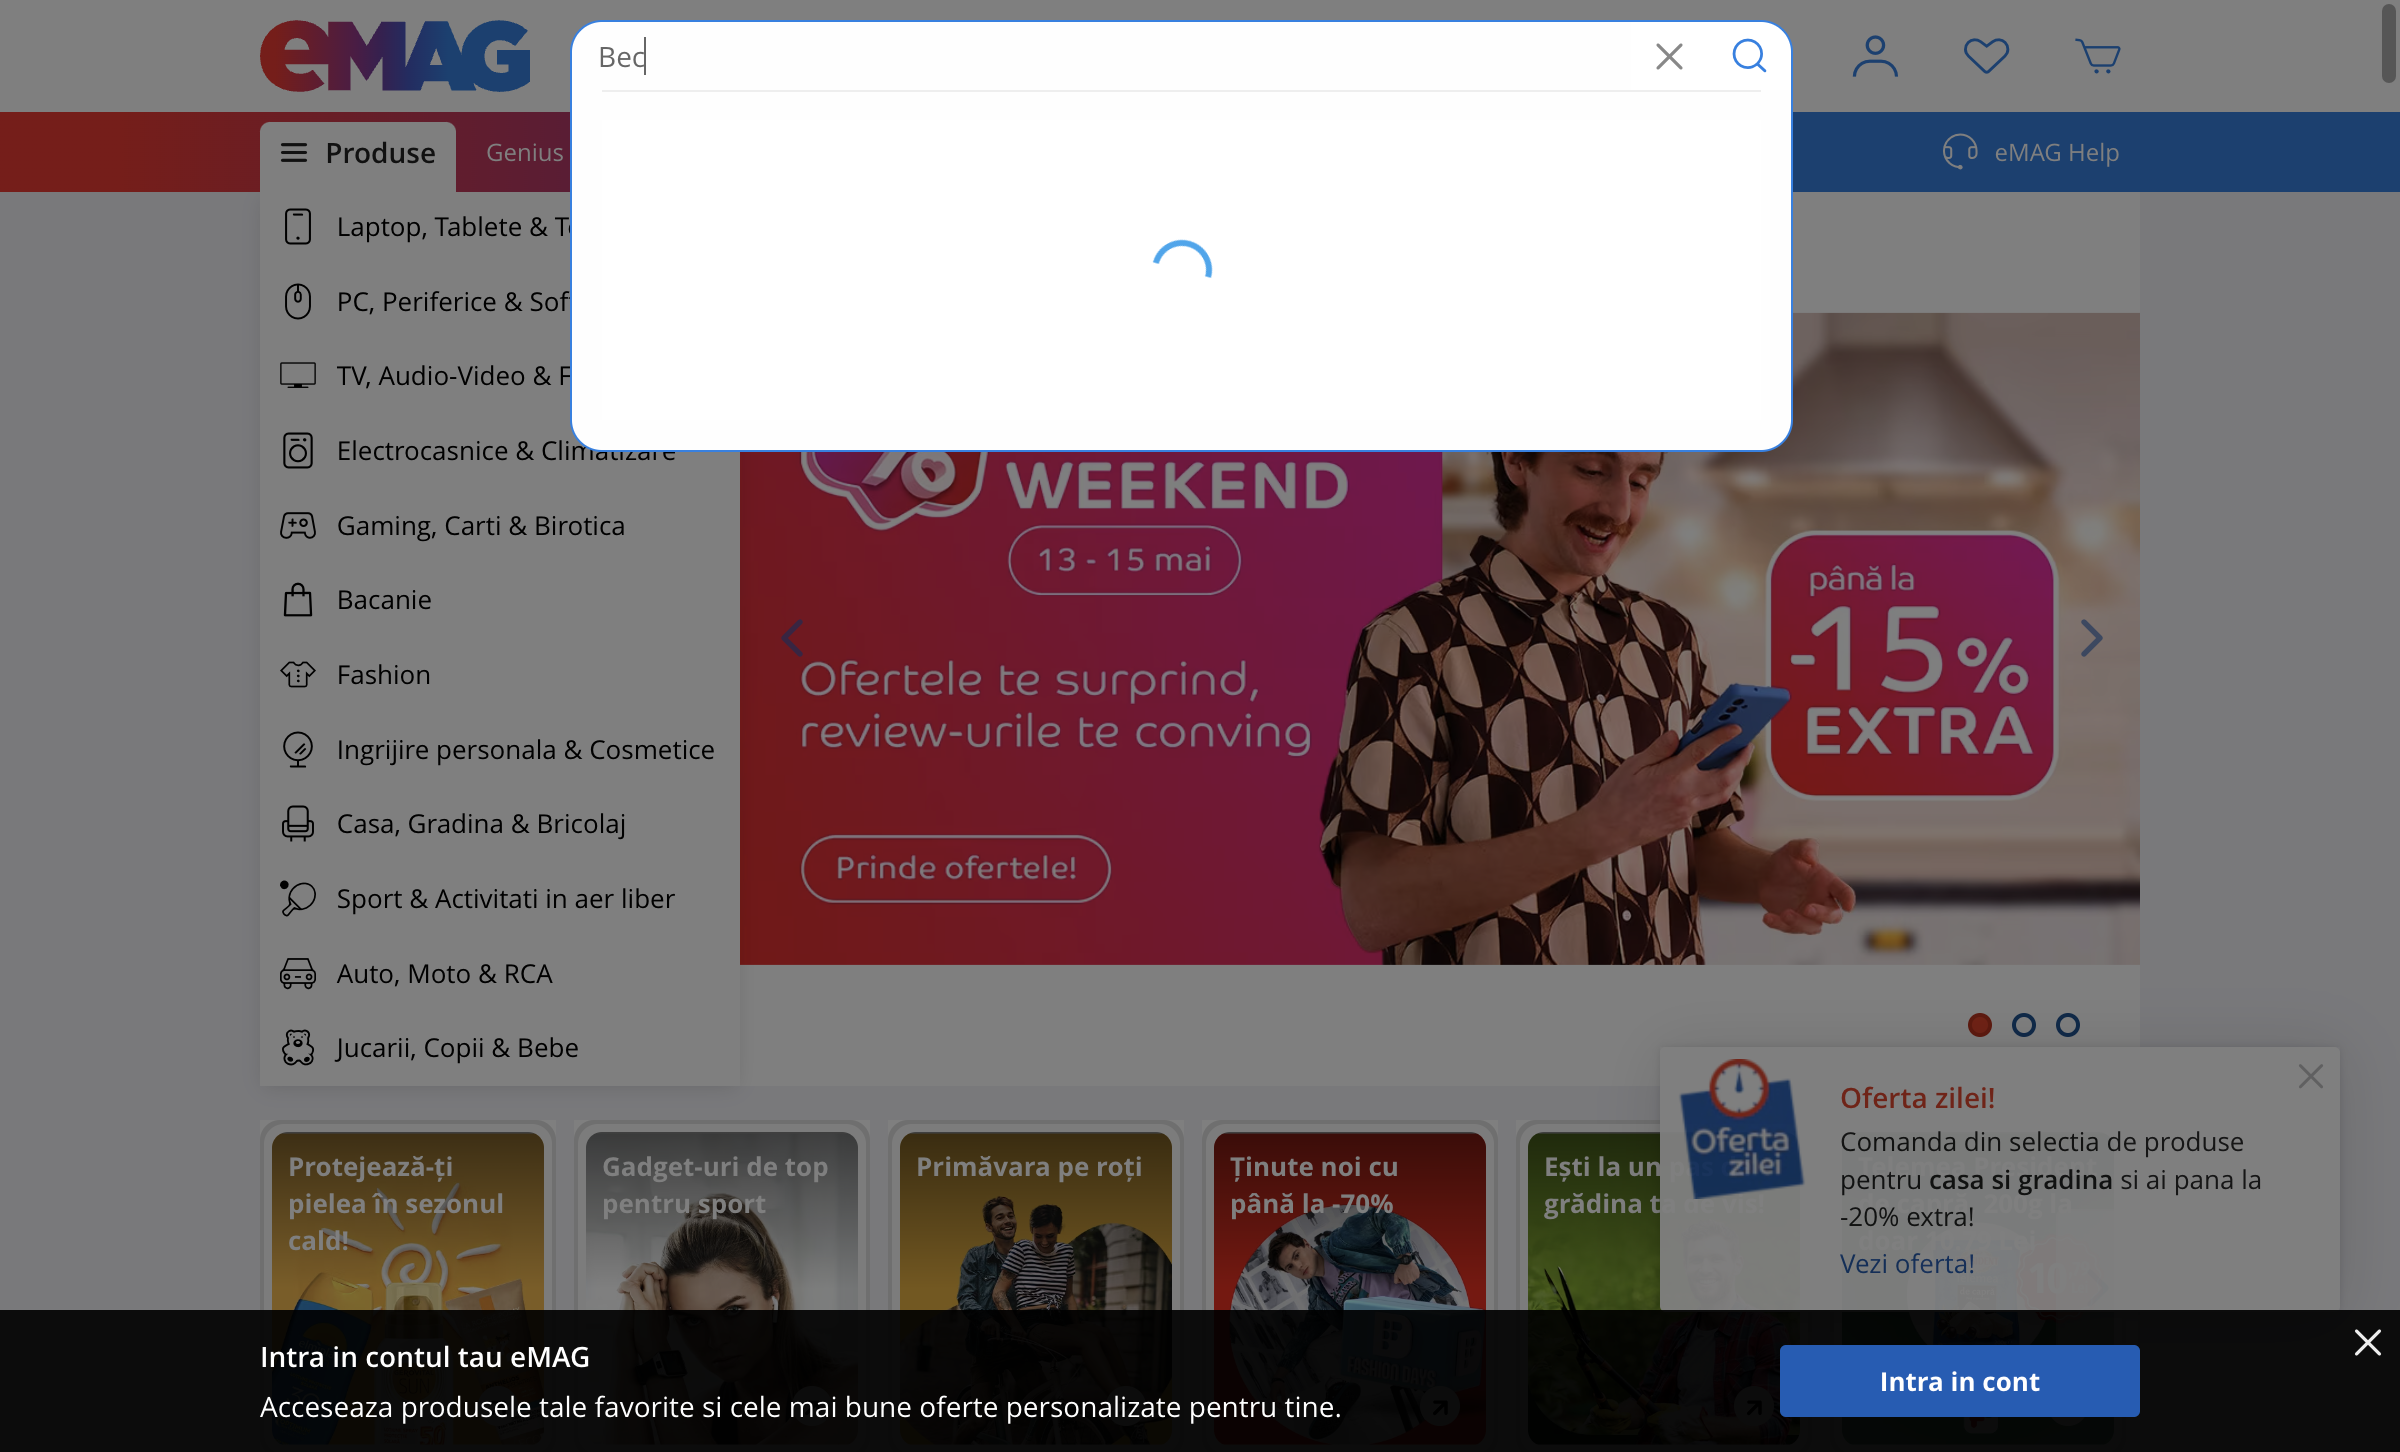 eMAG
Bec
Produse
Genius
eMAG Help
Laptop, Tablete & T
PC, Periferice & Sof
TV, Audio-Video & F
Electrocasnice & Climatizare
Gaming, Carti & Birotica
Bacanie
Fashion
Ingrijire personala & Cosmetice
Casa, Gradina & Bricolaj
Sport & Activitati in aer liber
Auto, Moto & RCA
Jucarii, Copii & Bebe
% WEEKEND
13 - 15 mai
Ofertele te surprind,
review-urile te conving
Prinde ofertele!
până la
-15%
EXTRA
Protejează-ți
pielea în sezonul
cald!
Gadget-uri de top
pentru sport
Primăvara pe roți
Ținute noi cu
până la -70%
Ești la un pas
grădina ta de vis!
Oferta
zilei
Oferta zilei!
Comanda din selectia de produse
pentru casa si gradina si ai pana la
-20% extra!
Vezi oferta!
Intra in contul tau eMAG
Acceseaza produsele tale favorite si cele mai bune oferte personalizate pentru tine.
Intra in cont